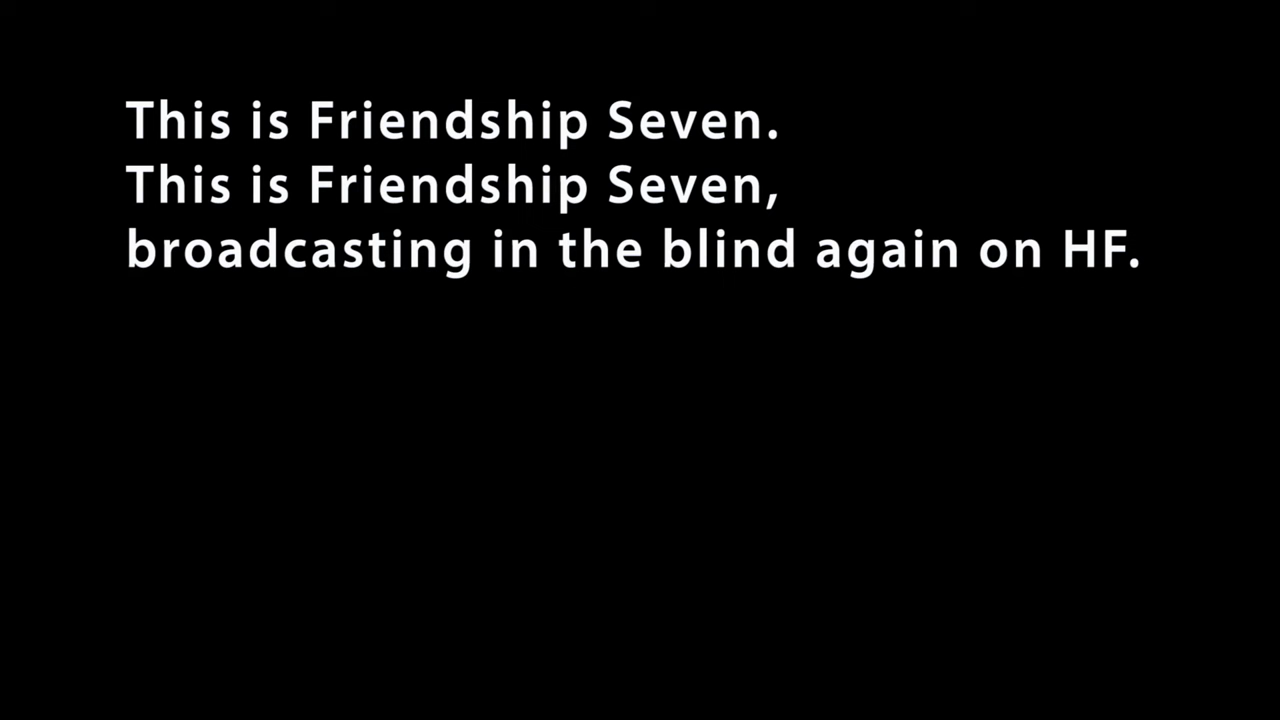 This is Friendship Seven.
This is Friendship Seven,
broadcasting in the blind again on HF.